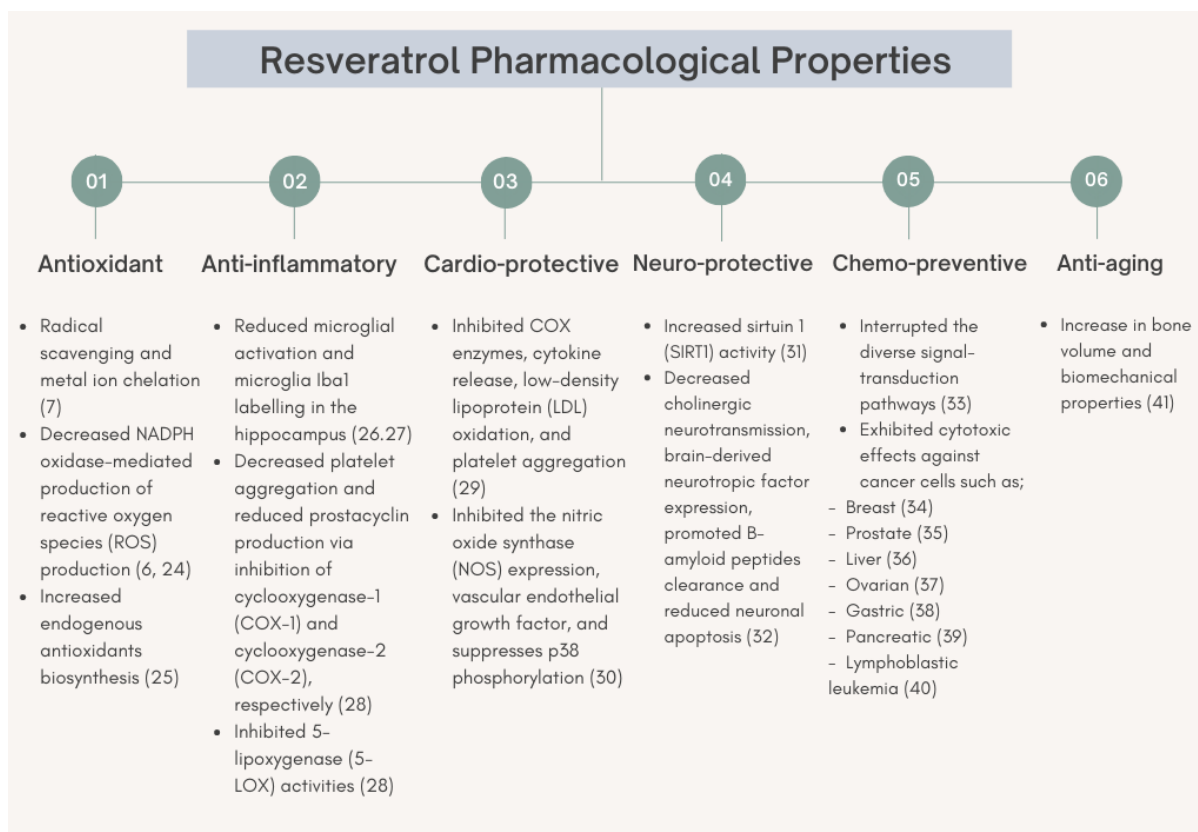 Resveratrol Pharmacological Properties
01
Antioxidant
• Radical
scavenging and
metal ion chelation
(7)
• Decreased NADPH
oxidase-mediated
production of
reactive oxygen
species (ROS)
production (6, 24)
• Increased
endogenous
antioxidants
biosynthesis (25)
02
Anti-inflammatory
• Reduced microglial
activation and
microglia Iba1
labelling in the
hippocampus (26.27)
• Decreased platelet
aggregation and
reduced prostacyclin
production via
inhibition of
cyclooxygenase-1
(COX-1) and
cyclooxygenase-2
(COX-2),
respectively (28)
• Inhibited 5-
lipoxygenase (5-
LOX) activities (28)
03
Cardio-protective
• Inhibited COX
enzymes, cytokine
release, low-density
lipoprotein (LDL)
oxidation, and
platelet aggregation
(29)
• Inhibited the nitric
oxide synthase
(NOS) expression,
vascular endothelial
growth factor, and
suppresses p38
phosphorylation (30)
04
Neuro-protective
• Increased sirtuin 1
(SIRT1) activity (31)
• Decreased
cholinergic
neurotransmission,
brain-derived
neurotropic factor
expression,
promoted B-
amyloid peptides
clearance and
reduced neuronal
apoptosis (32)
05
Chemo-preventive
• Interrupted the
diverse signal-
transduction
pathways (33)
• Exhibited cytotoxic
effects against
cancer cells such as;
- Breast (34)
- Prostate (35)
- Liver (36)
- Ovarian (37)
- Gastric (38)
- Pancreatic (39)
- Lymphoblastic
leukemia (40)
06
Anti-aging
• Increase in bone
volume and
biomechanical
properties (41)